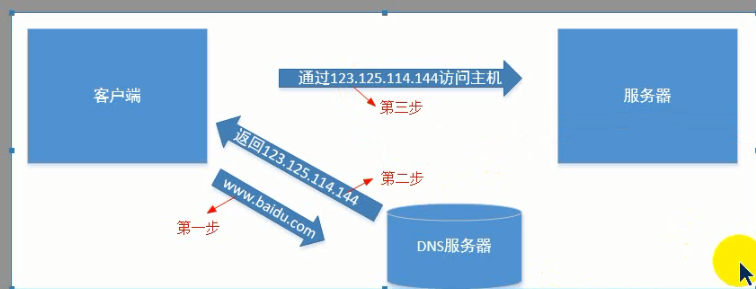 客户端
通过123.125.114.144访问主机
服务器
第三步
返回123.125.114.144
第二步
www.baidu.com
第一步
DNS服务器